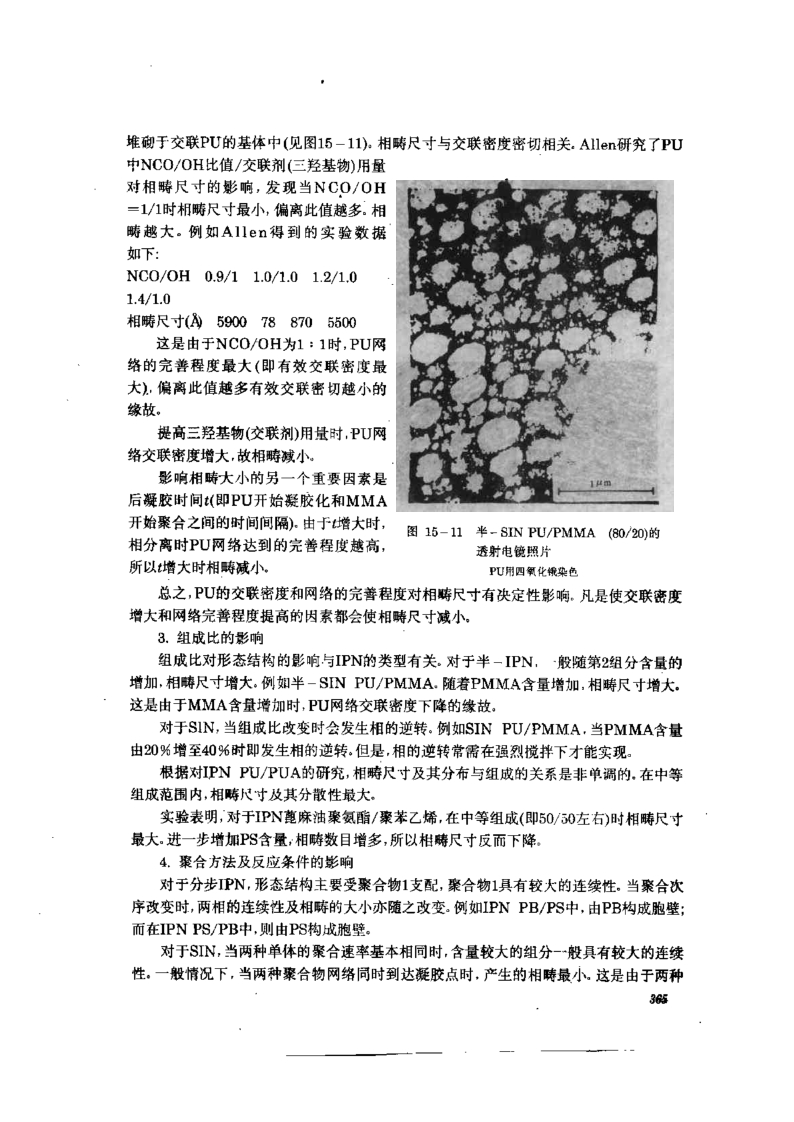 堆砌于交联PU的基体中(见图15-11)。相畴尺寸与交联密度密切相关。Allen研究了PU
中NCO/OH比值/交联剂(三羟基物)用量
对相畴尺寸的影响,发现当NCO/OH
=1/1时相畴尺寸最小,偏离此值越多。相
畴越大。例如Allen得到的实验数据
如下:
NCO/OH 0.9/1 1.0/1.0 1.2/1.0
1.4/1.0
相畴尺寸(Å) 5900 78 870 5500
这是由于NCO/OH为1:1时,PU网
络的完善程度最大(即有效交联密度最
大),偏离此值越多有效交联密切越小的
缘故。
提高三羟基物(交联剂)用量时,PU网
络交联密度增大,故相畴减小。
影响相畴大小的另一个重要因素是
后凝胶时间t(即PU开始凝胶化和MMA
开始聚合之间的时间间隔)。由于t增大时,
相分离时PU网络达到的完善程度越高,
所以t增大时相畴减小。
1μm
图 15-11 半-SIN PU/PMMA (80/20)的
透射电镜照片
PU用四氧化锇染色
总之,PU的交联密度和网络的完善程度对相畴尺寸有决定性影响。凡是使交联密度
增大和网络完善程度提高的因素都会使相畴尺寸减小。
3. 组成比的影响
组成比对形态结构的影响与IPN的类型有关。对于半-IPN, 般随第2组分含量的
增加,相畴尺寸增大。例如半-SIN PU/PMMA。随着PMMA含量增加,相畴尺寸增大。
这是由于MMA含量增加时,PU网络交联密度下降的缘故。
对于SIN,当组成比改变时会发生相的逆转。例如SIN PU/PMMA,当PMMA含量
由20%增至40%时即发生相的逆转。但是,相的逆转常需在强烈搅拌下才能实现。
根据对IPN PU/PUA的研究,相畴尺寸及其分布与组成的关系是非单调的。在中等
组成范围内,相畴尺寸及其分散性最大。
实验表明,对于IPN蓖麻油聚氨酯/聚苯乙烯,在中等组成(即50/50左右)时相畴尺寸
最大。进一步增加PS含量,相畴数目增多,所以相畴尺寸反而下降。
4. 聚合方法及反应条件的影响
对于分步IPN,形态结构主要受聚合物1支配,聚合物1具有较大的连续性。当聚合次
序改变时,两相的连续性及相畴的大小亦随之改变。例如IPN PB/PS中,由PB构成胞壁;
而在IPN PS/PB中,则由PS构成胞壁。
对于SIN,当两种单体的聚合速率基本相同时,含量较大的组分一般具有较大的连续
性。一般情况下,当两种聚合物网络同时到达凝胶点时,产生的相畴最小。这是由于两种
365